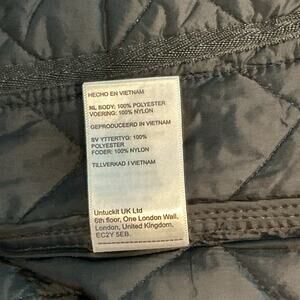 HECHO EN VIETNAM
NL BODY: 100% POLYESTER
VOERING: 100% NYLON
GEPRODUCEERD IN VIETNAM
SV YTTERTYG: 100%
POLYESTER
FODER: 100% NYLON
TILLVERKAD I VIETNAM
Untuckit UK Ltd
6th floor, One London Wall,
London, United Kingdom,
EC2Y 5EB.